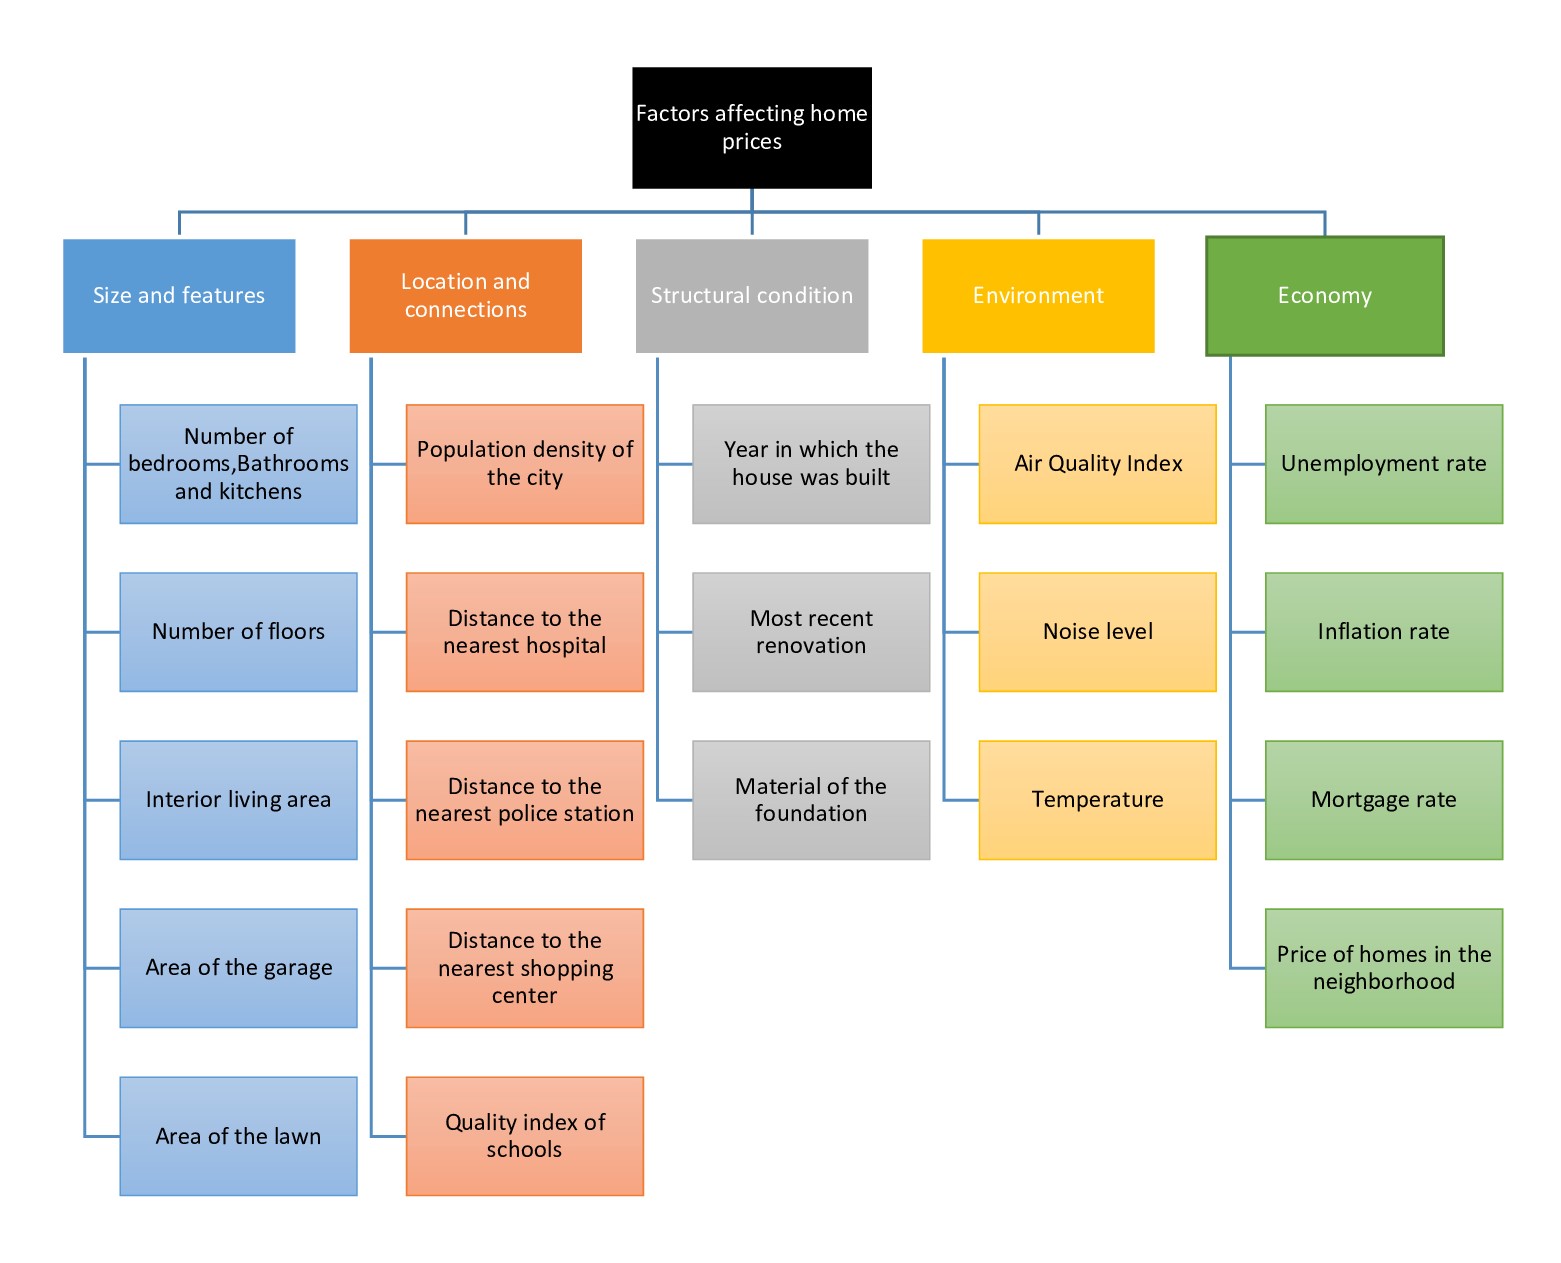 Factors affecting home
prices
Size and features
Location and
connections
Structural condition
Environment
Economy
Number of
bedrooms,Bathrooms
and kitchens
Number of floors
Interior living area
Area of the garage
Area of the lawn
Population density of
the city
Distance to the
nearest hospital
Distance to the
nearest police station
Distance to the
nearest shopping
center
Quality index of
schools
Year in which the
house was built
Most recent
renovation
Material of the
foundation
Air Quality Index
Noise level
Temperature
Unemployment rate
Inflation rate
Mortgage rate
Price of homes in the
neighborhood